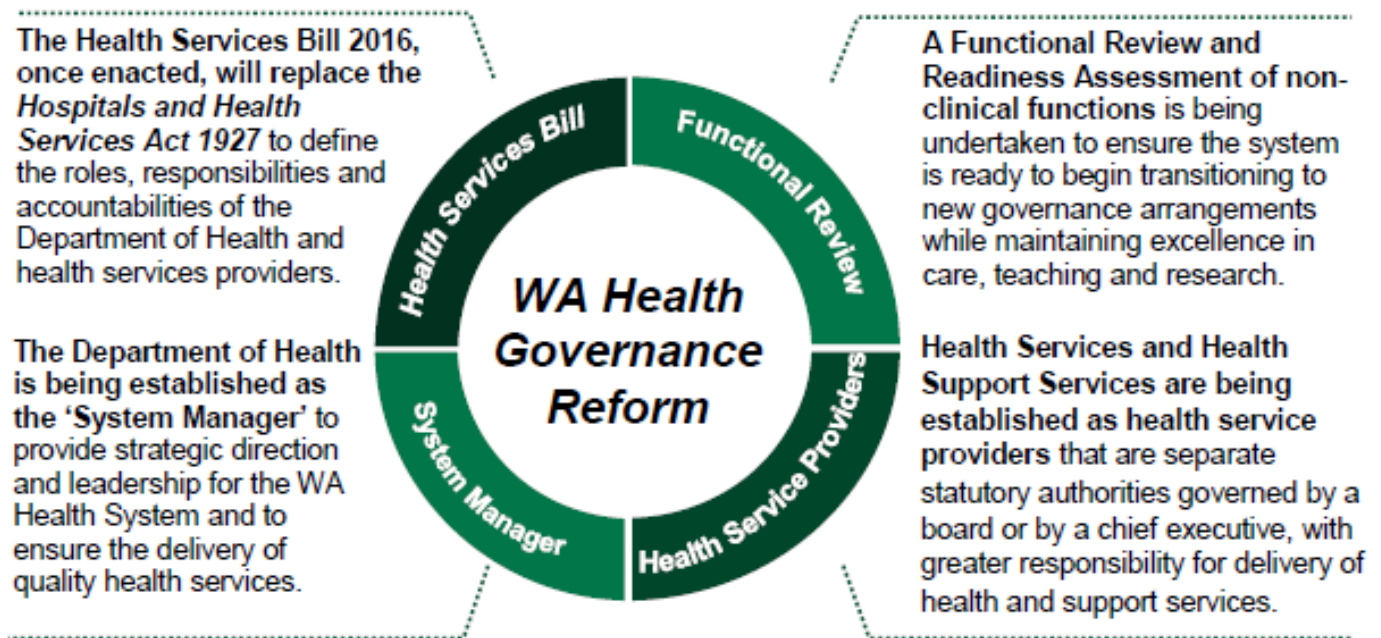 The Health Services Bill 2016,
once enacted, will replace the
Hospitals and Health
Services Act 1927 to define
the roles, responsibilities and
accountabilities of the
Department of Health and
health services providers.
A Functional Review and
Readiness Assessment of non-
clinical functions is being
undertaken to ensure the system
is ready to begin transitioning to
new governance arrangements
while maintaining excellence in
care, teaching and research.
Health Services Bill
Functional Review
WA Health
Governance
Reform
System Manager
Health Service Providers
The Department of Health
is being established as
the ‘System Manager’ to
provide strategic direction
and leadership for the WA
Health System and to
ensure the delivery of
quality health services.
Health Services and Health
Support Services are being
established as health service
providers that are separate
statutory authorities governed by a
board or by a chief executive, with
greater responsibility for delivery of
health and support services.